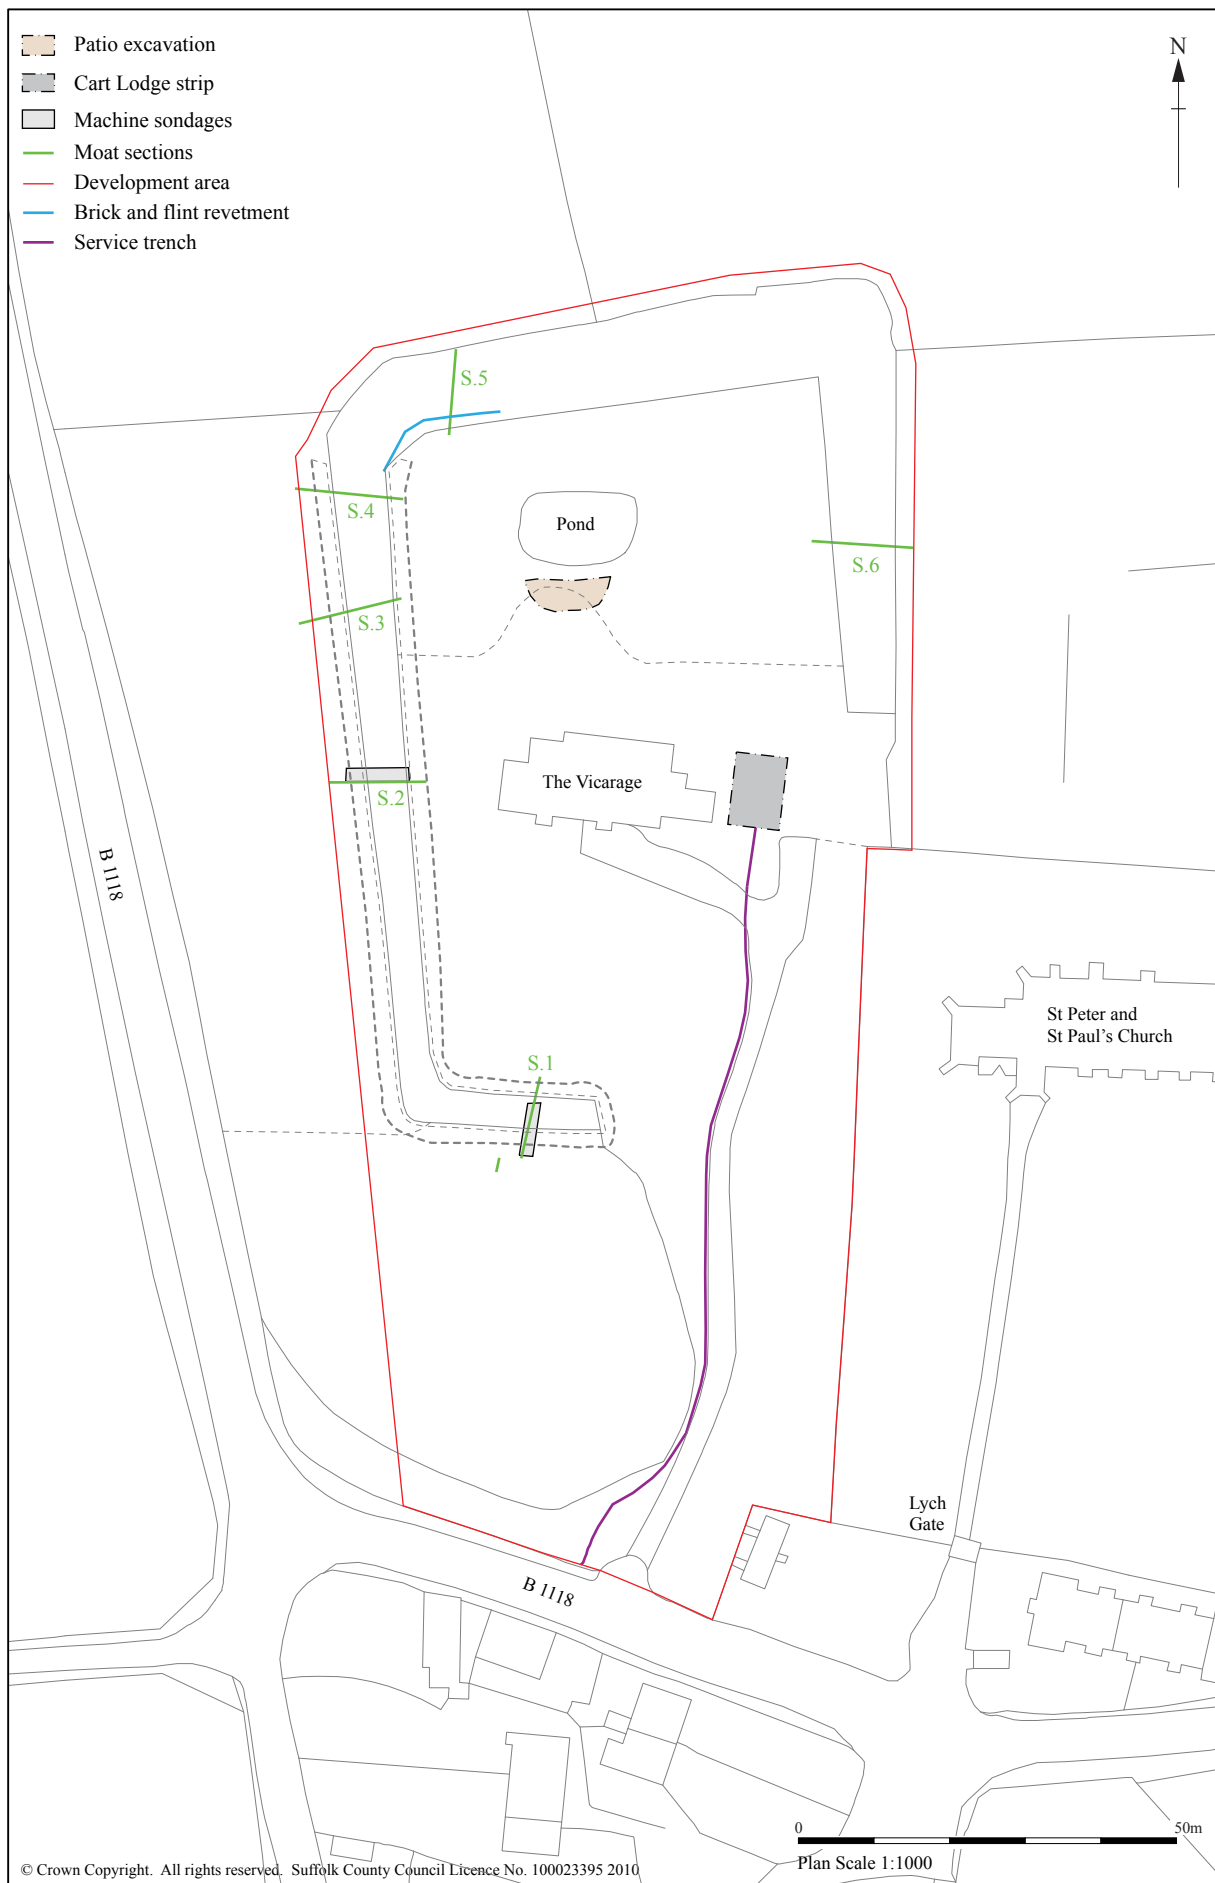 Patio excavation
Cart Lodge strip
Machine sondages
Moat sections
Development area
Brick and flint revetment
Service trench
N
S.5
S.4
Pond
S.6
S.3
The Vicarage
S.2
B 1118
St Peter and
St Paul's Church
S.1
Lych
Gate
B 1118
0
50m
Plan Scale 1:1000
© Crown Copyright. All rights reserved. Suffolk County Council Licence No. 100023395 2010